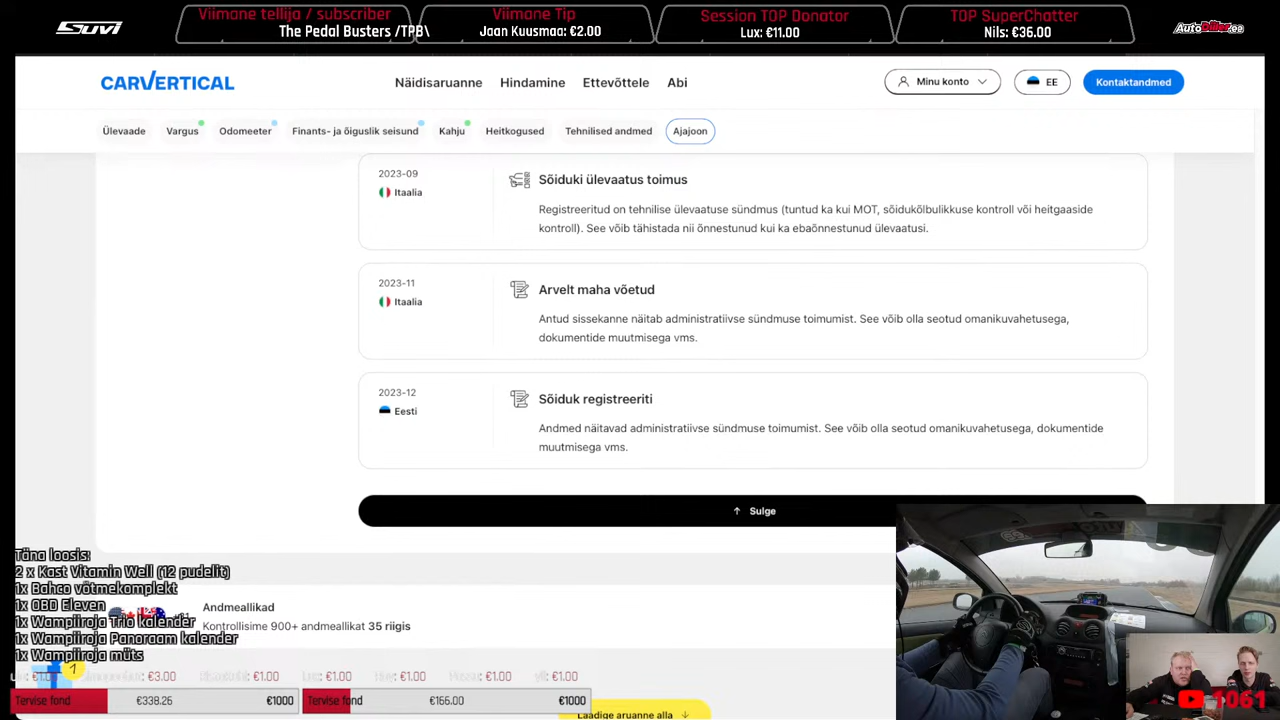 SUVI
Viimane tellija / subscriber
The Pedal Busters /TPB\
Viimane Tip
Jaan Kuusmaa: €2.00
Session TOP Donator
Lux: €11.00
TOP SuperChatter
Nils: €36.00
CARVERTICAL
Näidisaruanne
Hindamine
Ettevõttele
Abi
Minu konto
EE
Kontaktandmed
Ülevaade
Vargus
Odomeeter
Finants- ja õiguslik seisund
Kahju
Heitkogused
Tehnilised andmed
Ajajoon
2023-09
Itaalia
Sõiduki ülevaatus toimus
Registreeritud on tehnilise ülevaatuse sündmus (tuntud ka kui MOT, sõidukõlbulikkuse kontroll või heitgaaside
kontroll). See võib tähistada nii õnnestunud kui ka ebaõnnestunud ülevaatusi.
2023-11
Itaalia
Arvelt maha võetud
Antud sissekanne näitab administratiivse sündmuse toimumist. See võib olla seotud omanikuvahetusega,
dokumentide muutmisega vms.
2023-12
Eesti
Sõiduk registreeriti
Andmed näitavad administratiivse sündmuse toimumist. See võib olla seotud omanikuvahetusega, dokumentide
muutmisega vms.
↑ Sulge
Täna loosis:
2 x Kast Vitamin Well (12 pudelit)
1x Bahco võtmekomplekt
1x OBD Eleven
1x Wampiiroja Trio kalender
1x Wampiiroja Panoraam kalender
1x Wampiiroja müts
Andmeallikad
Kontrollisime 900+ andmeallikat 35 riigis
1
€3.00
€1.00
€1.00
€1.00
€1.00
€1.00
Tervise fond
€338.26
€1000
Tervise fond
€166.00
€1000
Laadige aruanne alla ↓
1061